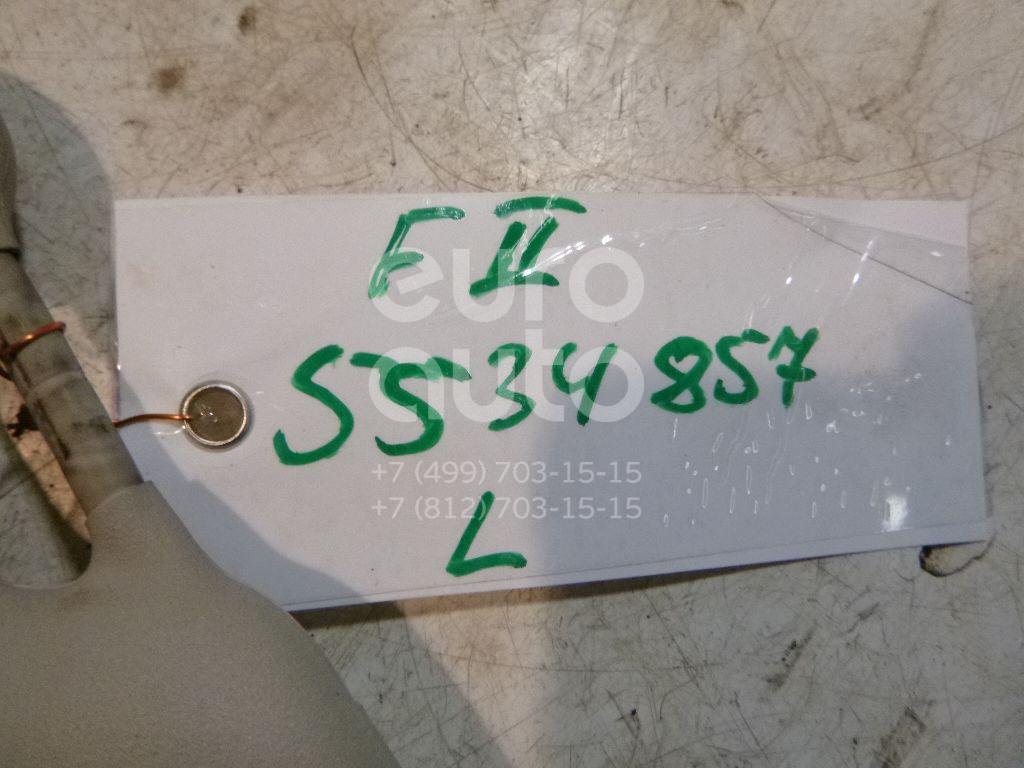 F II
euro
auto
5534857
+7 (499) 703-15-15
+7 (812) 703-15-15
L